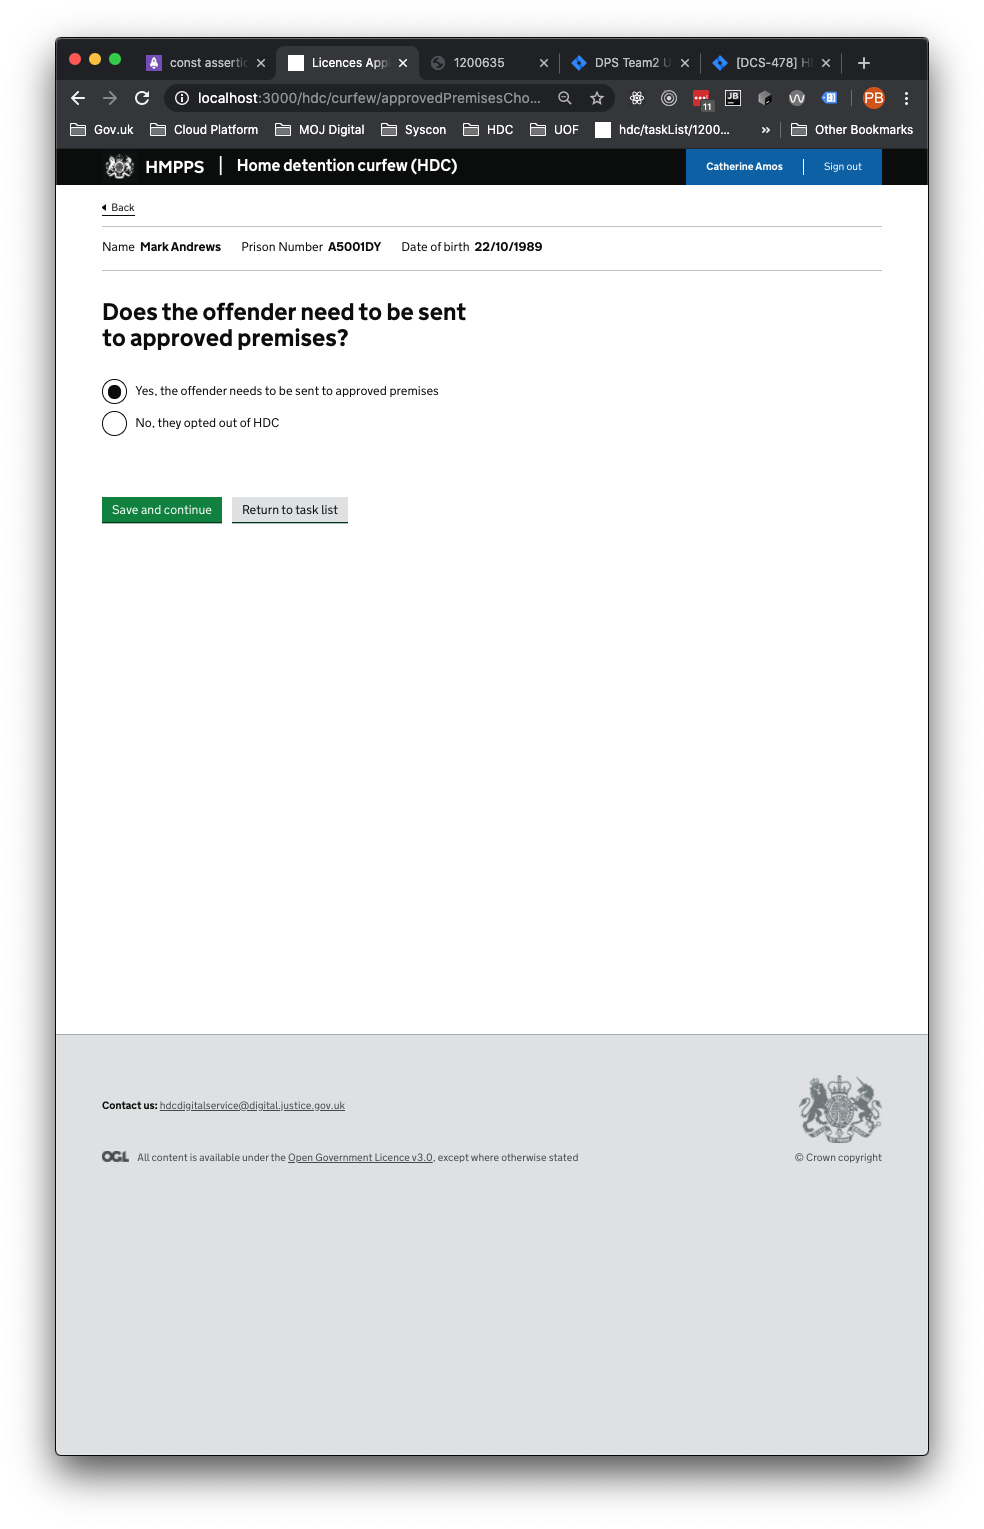 const assertic
Licences App
1200635
DPS Team2 U
[DCS-478] H
localhost:3000/hdc/curfew/approvedPremisesCho...
11
JB
PB
Gov.uk
Cloud Platform
MOJ Digital
Syscon
HDC
UOF
hdc/taskList/1200...
»
Other Bookmarks
HMPPS | Home detention curfew (HDC)
Catherine Amos
Sign out
Back
Name Mark Andrews Prison Number A5001DY Date of birth 22/10/1989
Does the offender need to be sent
to approved premises?
Yes, the offender needs to be sent to approved premises
No, they opted out of HDC
Save and continue
Return to task list
Contact us: hdcdigitalservice@digital.justice.gov.uk
OGL All content is available under the Open Government Licence v3.0, except where otherwise stated
© Crown copyright